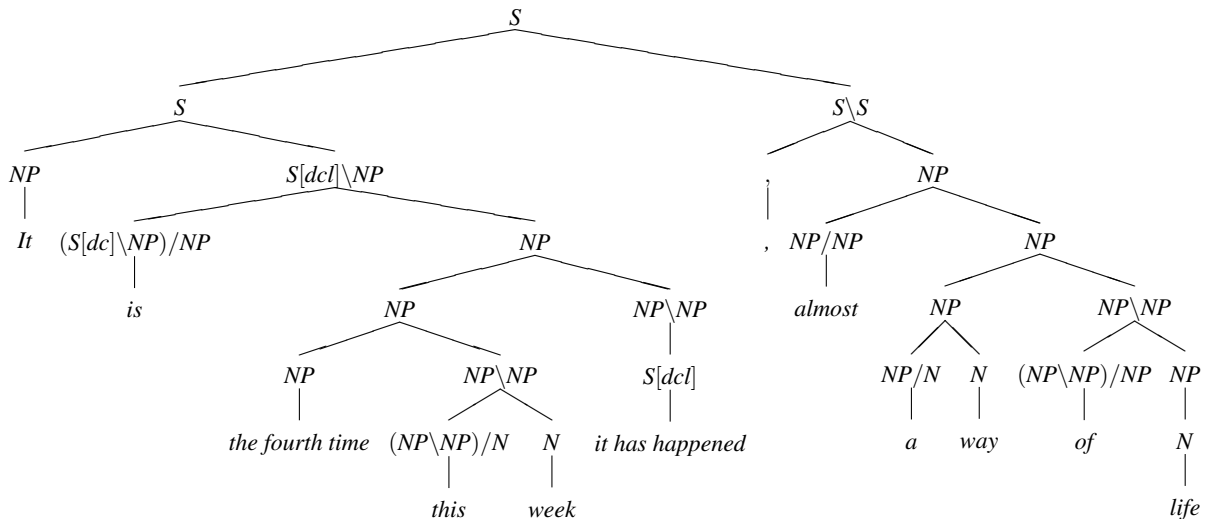 S
S S\S
NP S[dcl]\NP , NP
It (S[dc]\NP)/NP NP , NP/NP NP
is NP NP\NP almost NP NP\NP
NP NP\NP S[dcl] NP/N N (NP\NP)/NP NP
the fourth time (NP\NP)/N N it has happened a way of N
this week life